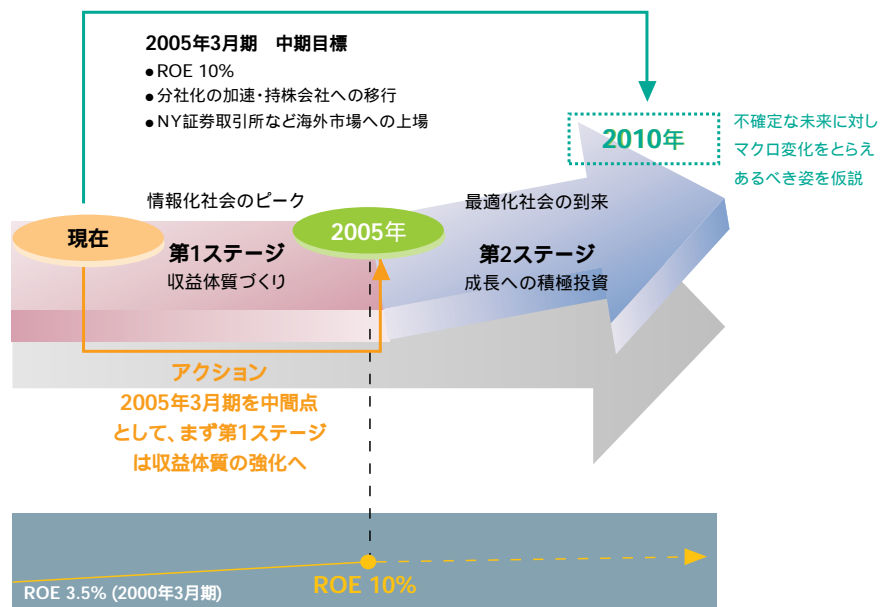 2005年3月期　中期目標
●ROE 10%
●分社化の加速・持株会社への移行
●NY証券取引所など海外市場への上場
2010年
不確定な未来に対し
マクロ変化をとらえ
あるべき姿を仮説
情報化社会のピーク
最適化社会の到来
現在
2005年
第1ステージ
収益体質づくり
第2ステージ
成長への積極投資
アクション
2005年3月期を中間点
として、まず第1ステージ
は収益体質の強化へ
ROE 3.5% (2000年3月期)
ROE 10%